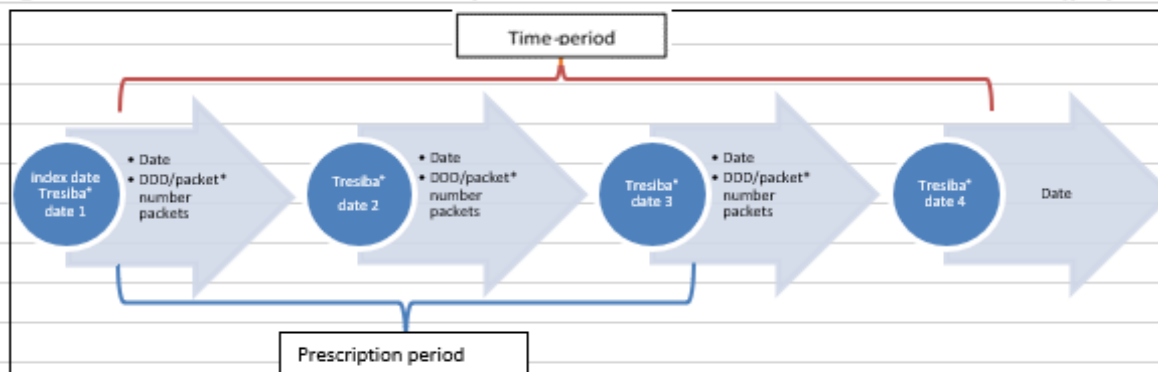 Time-period
index date
Tresiba*
date 1
• Date
• DDD/packet*
number
packets
Tresiba*
date 2
• Date
• DDD/packet*
number
packets
Tresiba*
date 3
• Date
• DDD/packet*
number
packets
Tresiba*
date 4
Date
Prescription period